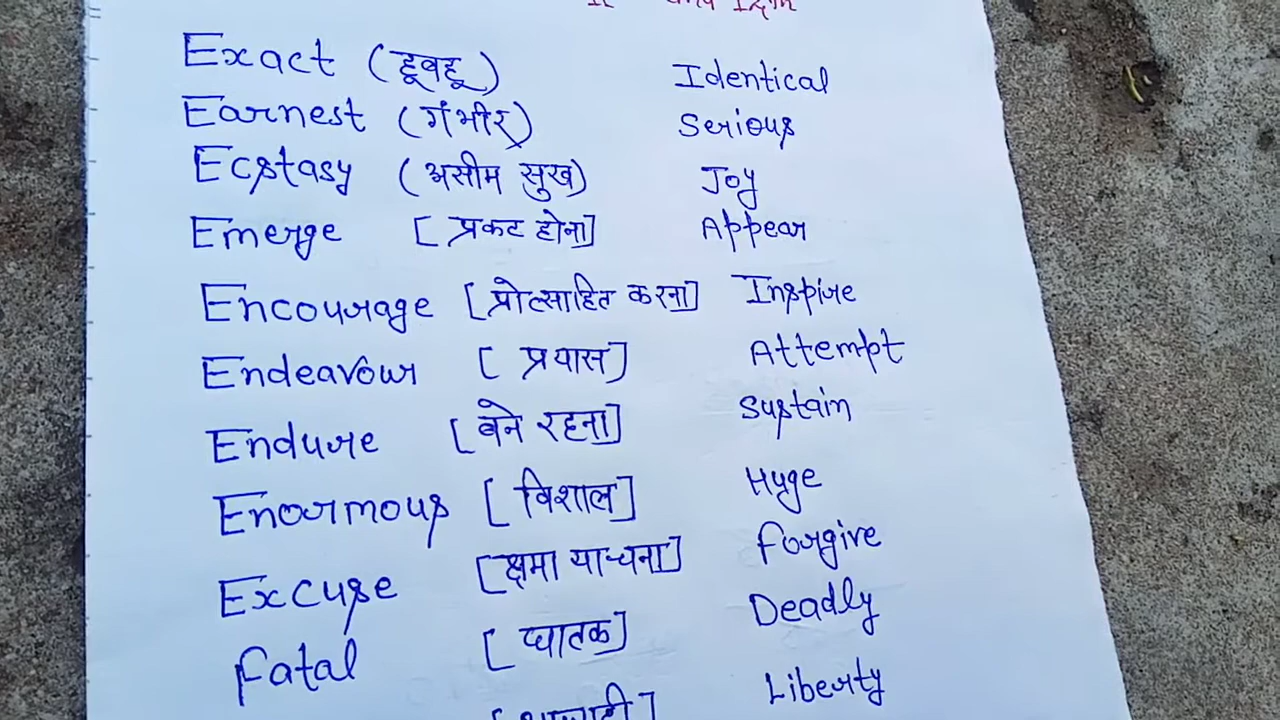 Exact (हूबहू) Identical
Earnest (गंभीर) Serious
Ecstasy (असीम सुख) Joy
Emerge [प्रकट होना] Appear
Encourage [प्रोत्साहित करना] Inspire
Endeavour [प्रयास] Attempt
Endure [बने रहना] Sustain
Enormous [विशाल] Huge
Excuse [क्षमा याचना] Forgive
Fatal [घातक] Deadly
Liberty